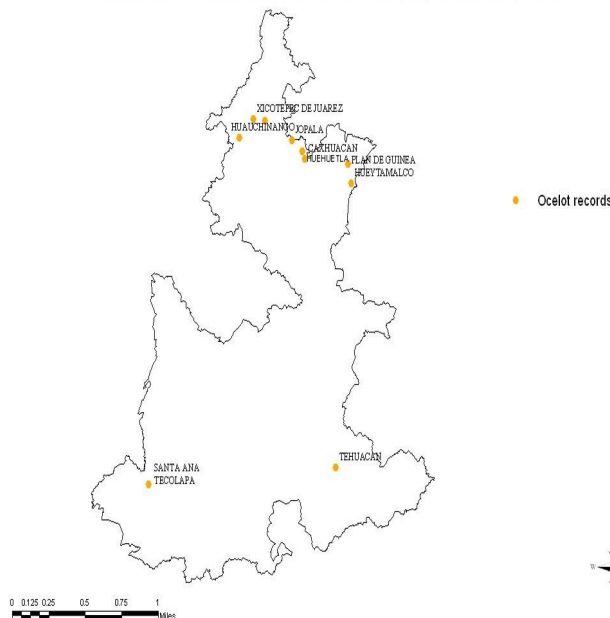 XICOTEPEC DE JUAREZ
HUAUCHINANGO
JOPALA
CAXHUACAN
HUEHUETLA
PLAN DE GUINEA
HUEYTAMALCO
Ocelot records
TEHUACAN
SANTA ANA
TECOLAPA
W
0 0.125 0.25 0.5 0.75 1
Miles